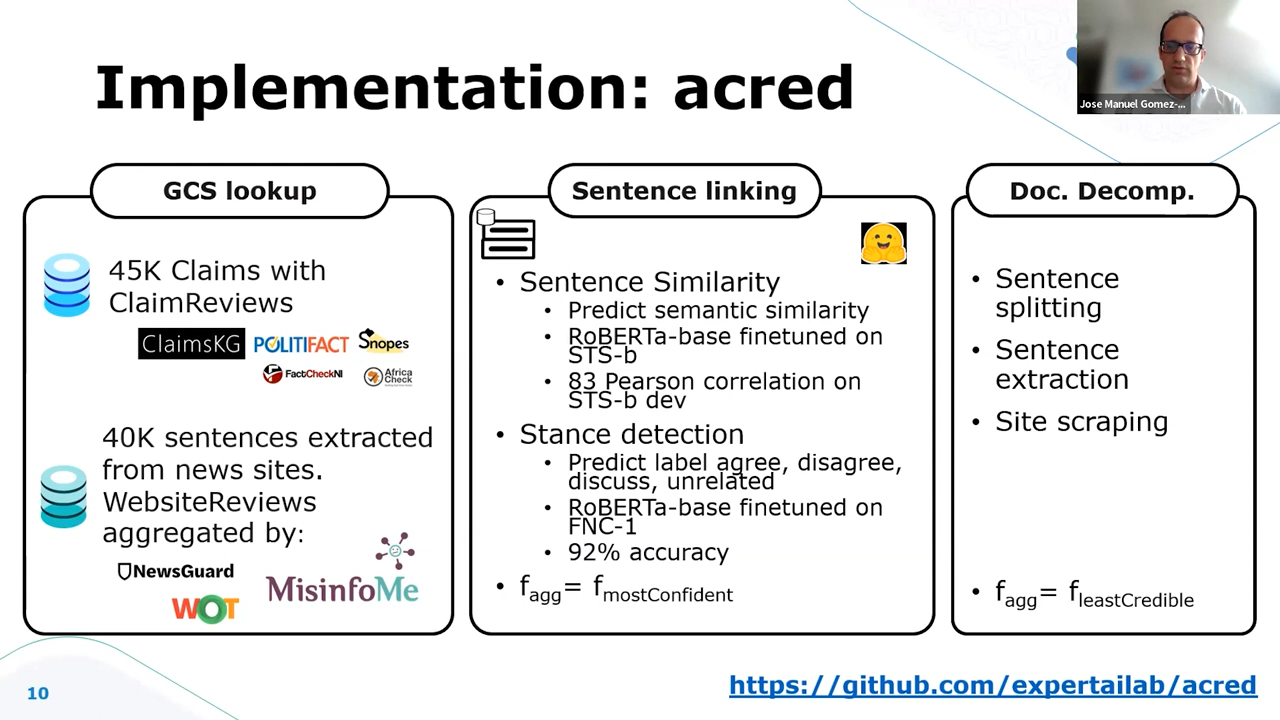 Implementation: acred
Jose Manuel Gomez-...
GCS lookup
45K Claims with
ClaimReviews
ClaimsKG
POLITIFACT
Snopes
FactCheckNI
Africa
Check
40K sentences extracted
from news sites.
WebsiteReviews
aggregated by:
NewsGuard
MisinfoMe
WOT
Sentence linking
• Sentence Similarity
• Predict semantic similarity
• RoBERTa-base finetuned on
STS-b
• 83 Pearson correlation on
STS-b dev
• Stance detection
• Predict label agree, disagree,
discuss, unrelated
• RoBERTa-base finetuned on
FNC-1
• 92% accuracy
• fagg= fmostConfident
Doc. Decomp.
• Sentence
splitting
• Sentence
extraction
• Site scraping
• fagg= fleastCredible
10
https://github.com/expertailab/acred